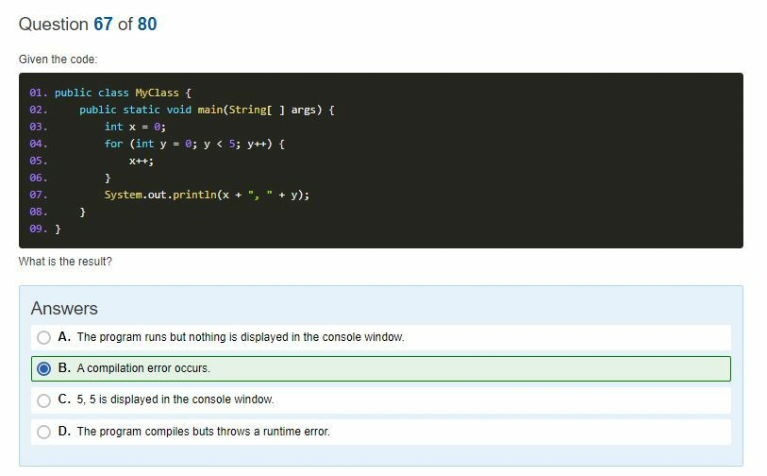 Question 67 of 80
Given the code:
01. public class MyClass {
02.     public static void main(String[ ] args) {
03.         int x = 0;
04.         for (int y = 0; y < 5; y++) {
05.             x++;
06.         }
07.         System.out.println(x + ", " + y);
08.     }
09. }
What is the result?
Answers
A. The program runs but nothing is displayed in the console window.
B. A compilation error occurs.
C. 5, 5 is displayed in the console window.
D. The program compiles buts throws a runtime error.